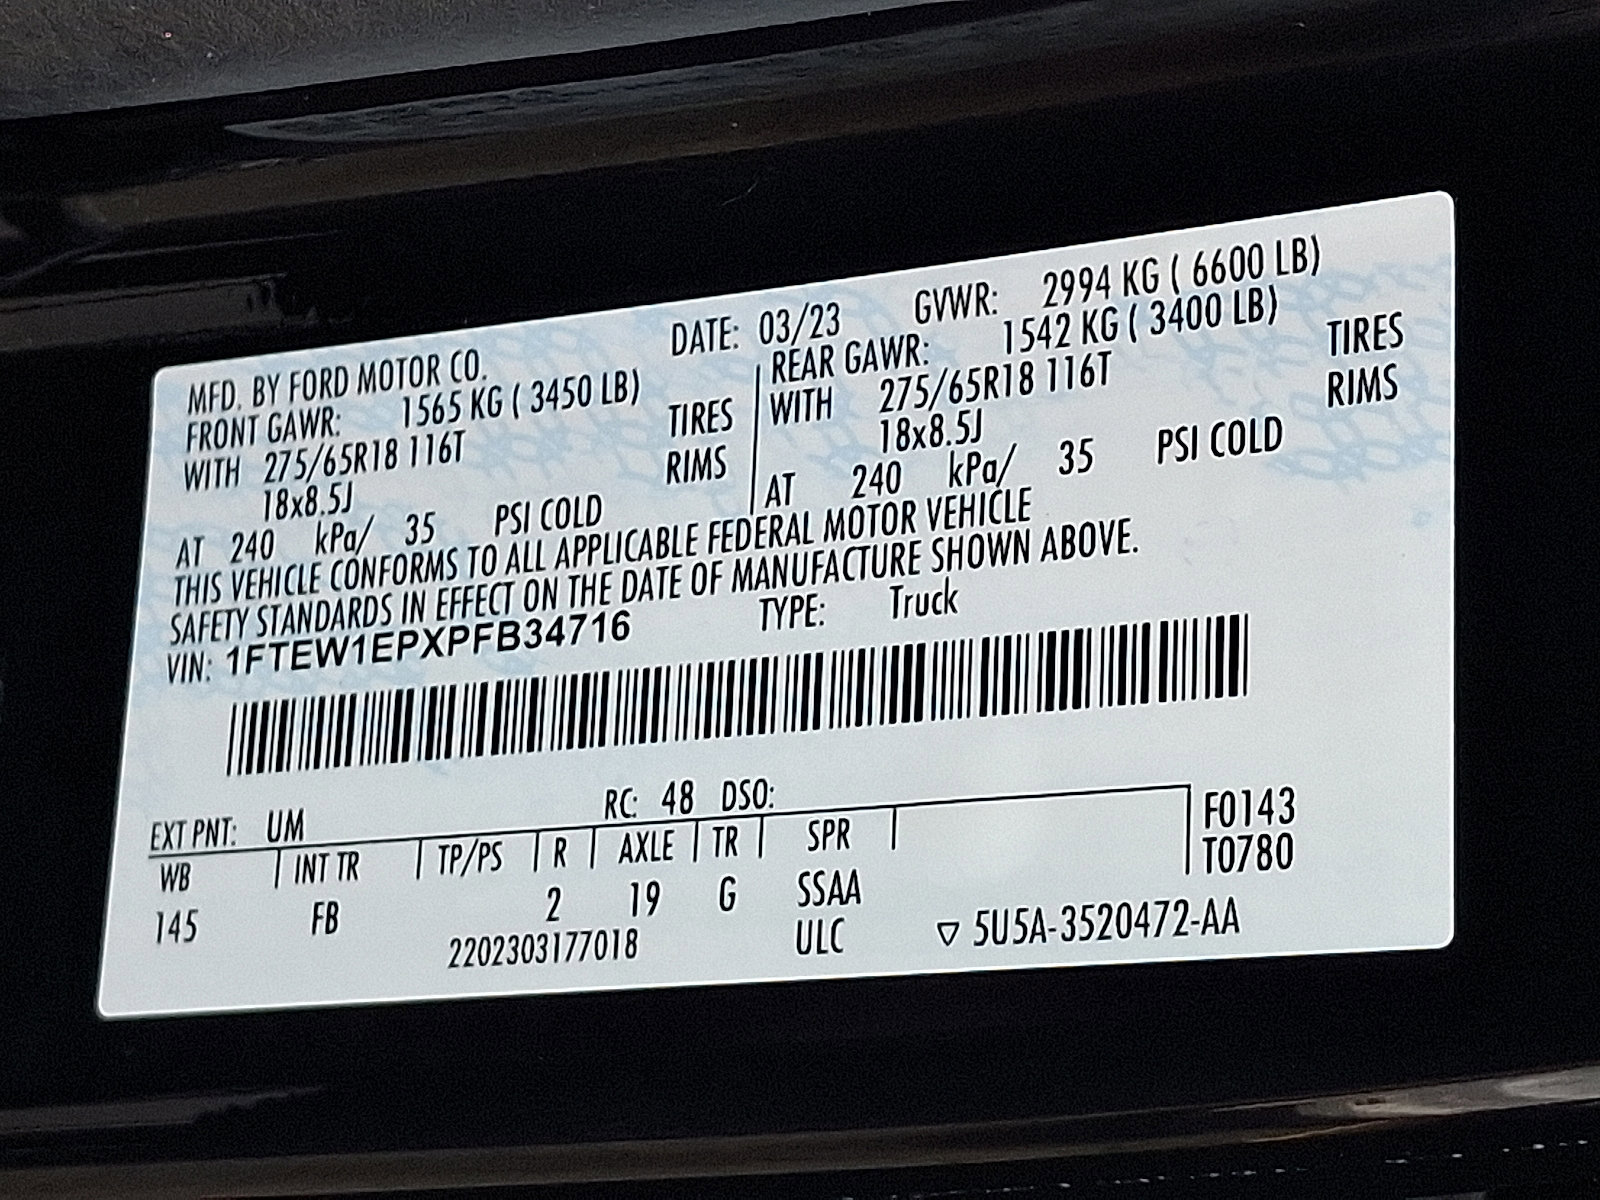 MFD. BY FORD MOTOR CO. DATE: 03/23 GVWR: 2994 KG ( 6600 LB)
FRONT GAWR: 1565 KG ( 3450 LB) REAR GAWR: 1542 KG ( 3400 LB)
WITH 275/65R18 116T TIRES WITH 275/65R18 116T TIRES
18x8.5J RIMS 18x8.5J RIMS
AT 240 kPa/ 35 PSI COLD AT 240 kPa/ 35 PSI COLD
THIS VEHICLE CONFORMS TO ALL APPLICABLE FEDERAL MOTOR VEHICLE
SAFETY STANDARDS IN EFFECT ON THE DATE OF MANUFACTURE SHOWN ABOVE.
VIN: 1FTEW1EPXPFB34716 TYPE: Truck
EXT PNT: UM RC: 48 DSO: F0143
WB INT TR TP/PS R AXLE TR SPR T0780
145 FB 2 19 G SSAA
2202303177018 ULC ▽ 5U5A-3520472-AA